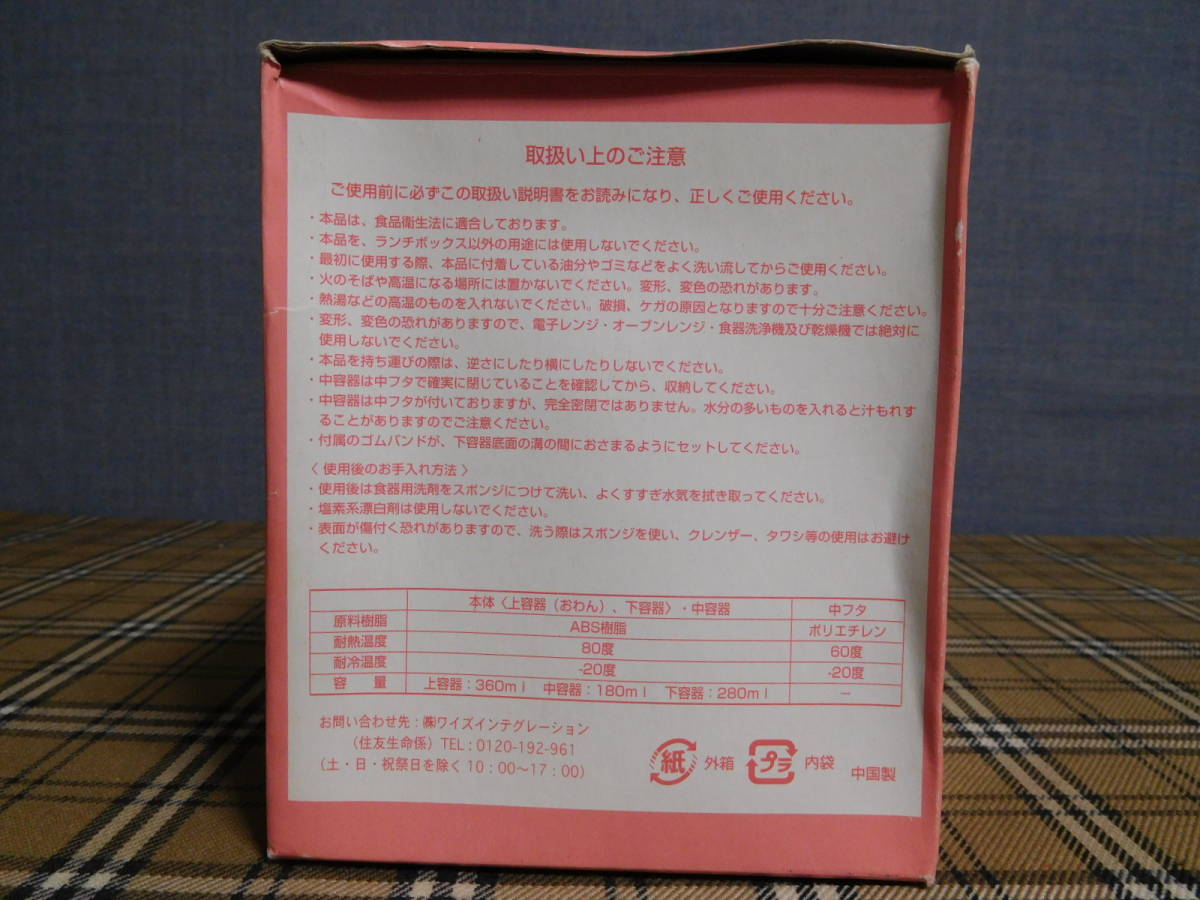 取扱い上のご注意
ご使用前に必ずこの取扱い説明書をお読みになり、正しくご使用ください。
・本品は、食品衛生法に適合しております。
・本品を、ランチボックス以外の用途には使用しないでください。
・最初に使用する際、本品に付着している油分やゴミなどをよく洗い流してからご使用ください。
・火のそばや高温になる場所には置かないでください。変形、変色の恐れがあります。
・熱湯などの高温のものを入れないでください。破損、ケガの原因となりますので十分ご注意ください。
・変形、変色の恐れがありますので、電子レンジ・オーブンレンジ・食器洗浄機及び乾燥機では絶対に
使用しないでください。
・本品を持ち運びの際は、逆さにしたり横にしたりしないでください。
・中容器は中フタで確実に閉じていることを確認してから、収納してください。
・中容器は中フタが付いておりますが、完全密閉ではありません。水分の多いものを入れると汁もれす
ることがありますのでご注意ください。
・付属のゴムバンドが、下容器底面の溝の間におさまるようにセットしてください。
〈 使用後のお手入れ方法 〉
・使用後は食器用洗剤をスポンジにつけて洗い、よくすすぎ水気を拭き取ってください。
・塩素系漂白剤は使用しないでください。
・表面が傷付く恐れがありますので、洗う際はスポンジを使い、クレンザー、タワシ等の使用はお避け
ください。
本体〈上容器（おわん）、下容器〉・中容器 中フタ
原料樹脂 ABS樹脂 ポリエチレン
耐熱温度 80度 60度
耐冷温度 -20度 -20度
容 量 上容器：360ml 中容器：180ml 下容器：280ml −
お問い合わせ先：㈱ワイズインテグレーション
（住友生命係）TEL：0120-192-961
（土・日・祝祭日を除く10：00〜17：00）
紙 外箱 プラ 内袋 中国製